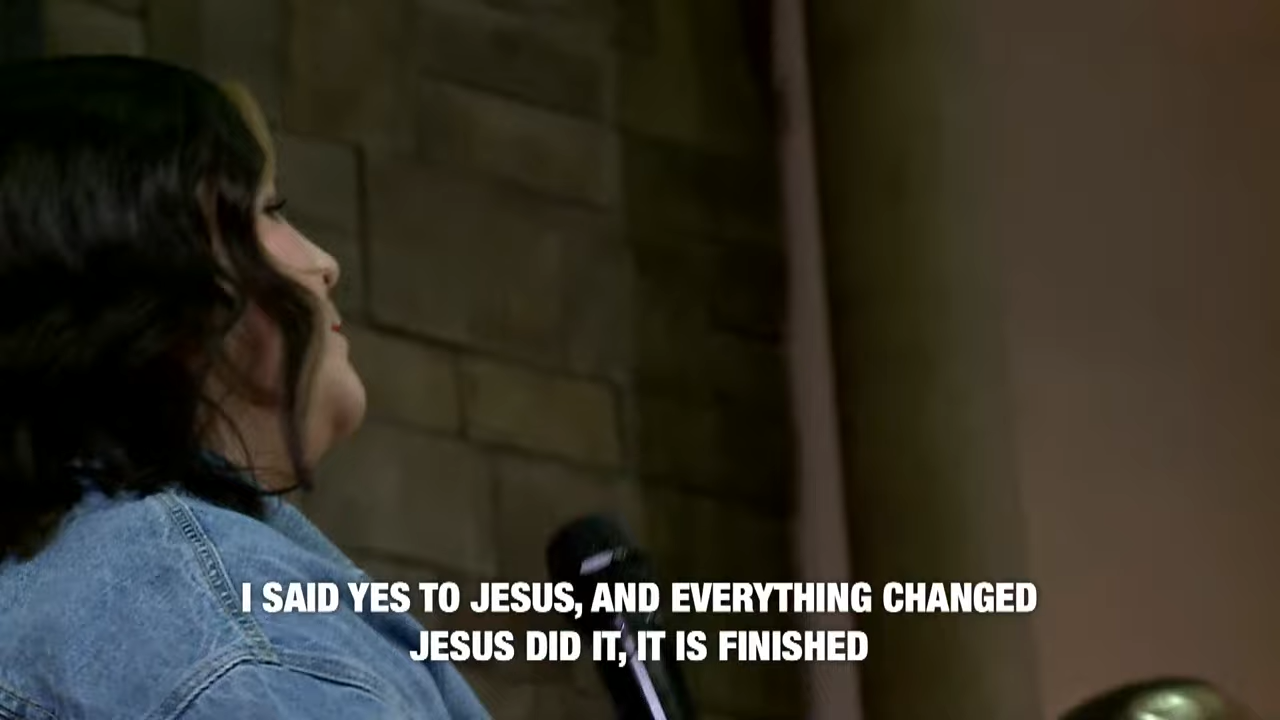 I SAID YES TO JESUS, AND EVERYTHING CHANGED
JESUS DID IT, IT IS FINISHED